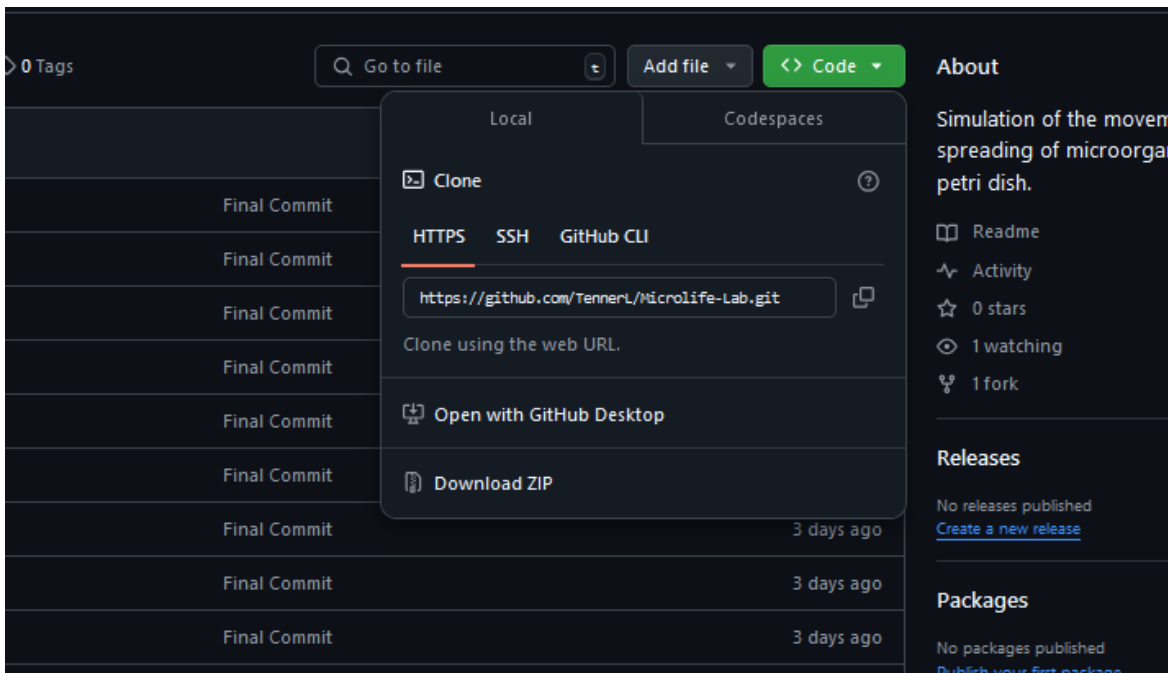 0 Tags
Go to file
t
Add file
Code
Local
Codespaces
Clone
HTTPS
SSH
GitHub CLI
https://github.com/TennerL/Microlife-Lab.git
Clone using the web URL.
Open with GitHub Desktop
Download ZIP
Final Commit
Final Commit
Final Commit
Final Commit
Final Commit
Final Commit
Final Commit 3 days ago
Final Commit 3 days ago
Final Commit 3 days ago
About
Simulation of the movem
spreading of microorga
petri dish.
Readme
Activity
0 stars
1 watching
1 fork
Releases
No releases published
Create a new release
Packages
No packages published
Publish your first package